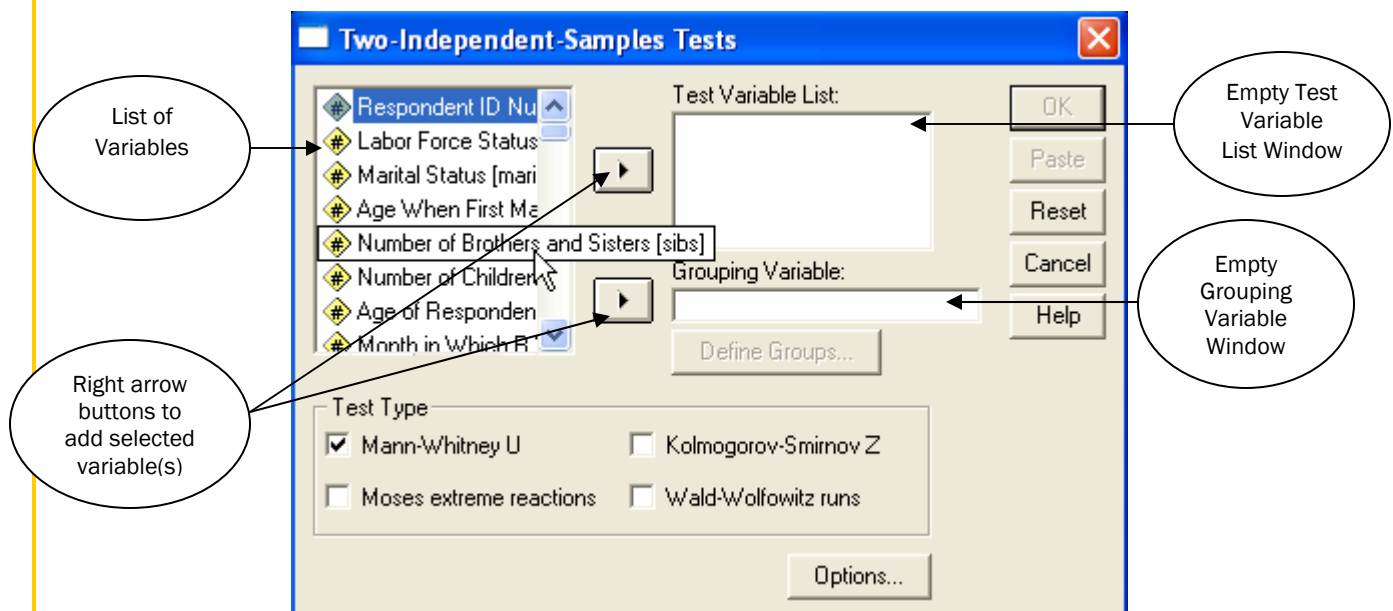 Two-Independent-Samples Tests
List of
Variables
Respondent ID Nu
Labor Force Status
Marital Status [mari
Age When First Ma
Number of Brothers and Sisters [sibs]
Number of Children
Age of Responden
Month in Which R
Test Variable List:
Grouping Variable:
Define Groups...
OK
Paste
Reset
Cancel
Help
Empty Test
Variable
List Window
Empty
Grouping
Variable
Window
Right arrow
buttons to
add selected
variable(s)
Test Type
Mann-Whitney U
Kolmogorov-Smirnov Z
Moses extreme reactions
Wald-Wolfowitz runs
Options...